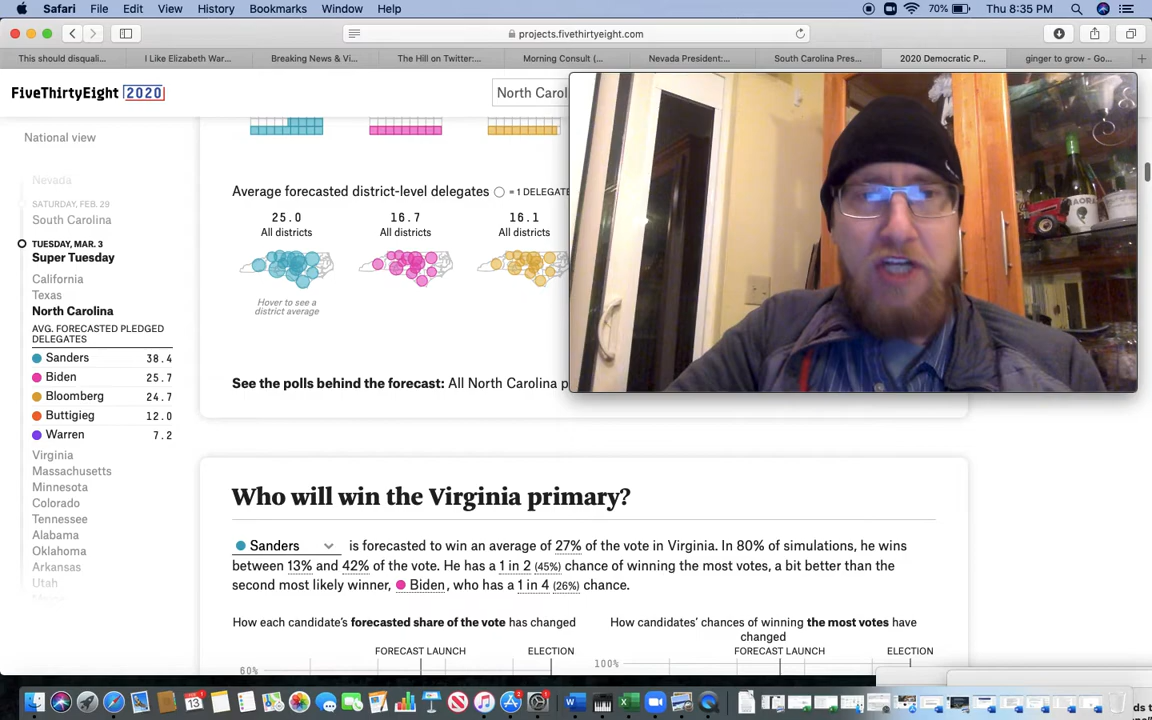 Safari File Edit View History Bookmarks Window Help 70% Thu 8:35 PM
projects.fivethirtyeight.com
This should disquali... I Like Elizabeth War... Breaking News & Vi... The Hill on Twitter:... Morning Consult (... Nevada President:... South Carolina Pres... 2020 Democratic P... ginger to grow - Go...
FiveThirtyEight 2020
North Carol
National view
Nevada
SATURDAY, FEB. 29
South Carolina
TUESDAY, MAR. 3
Super Tuesday
California
Texas
North Carolina
AVG. FORECASTED PLEDGED
DELEGATES
Sanders 38.4
Biden 25.7
Bloomberg 24.7
Buttigieg 12.0
Warren 7.2
Virginia
Massachusetts
Minnesota
Colorado
Tennessee
Alabama
Oklahoma
Arkansas
Utah
Average forecasted district-level delegates = 1 DELEGATE
25.0 16.7 16.1
All districts All districts All districts
Hover to see a
district average
See the polls behind the forecast: All North Carolina p
Who will win the Virginia primary?
Sanders is forecasted to win an average of 27% of the vote in Virginia. In 80% of simulations, he wins
between 13% and 42% of the vote. He has a 1 in 2 (45%) chance of winning the most votes, a bit better than the
second most likely winner, Biden, who has a 1 in 4 (26%) chance.
How each candidate's forecasted share of the vote has changed
How candidates' chances of winning the most votes have
changed
FORECAST LAUNCH ELECTION FORECAST LAUNCH ELECTION
60% 100%